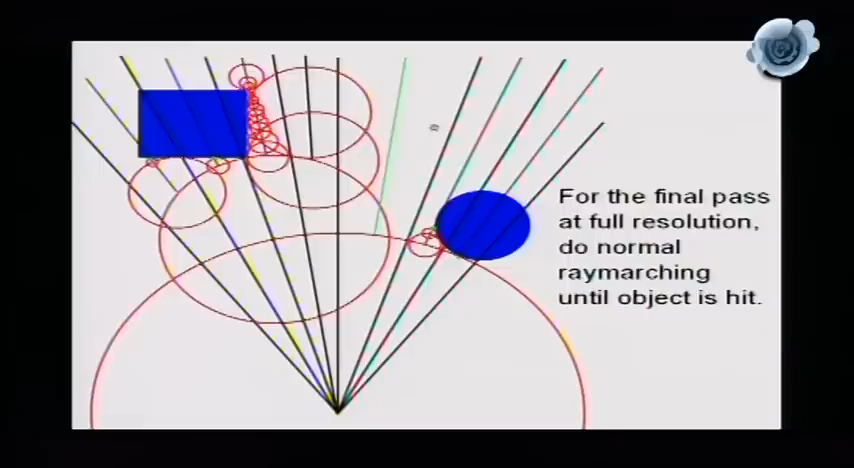 For the final pass
at full resolution,
do normal
raymarching
until object is hit.